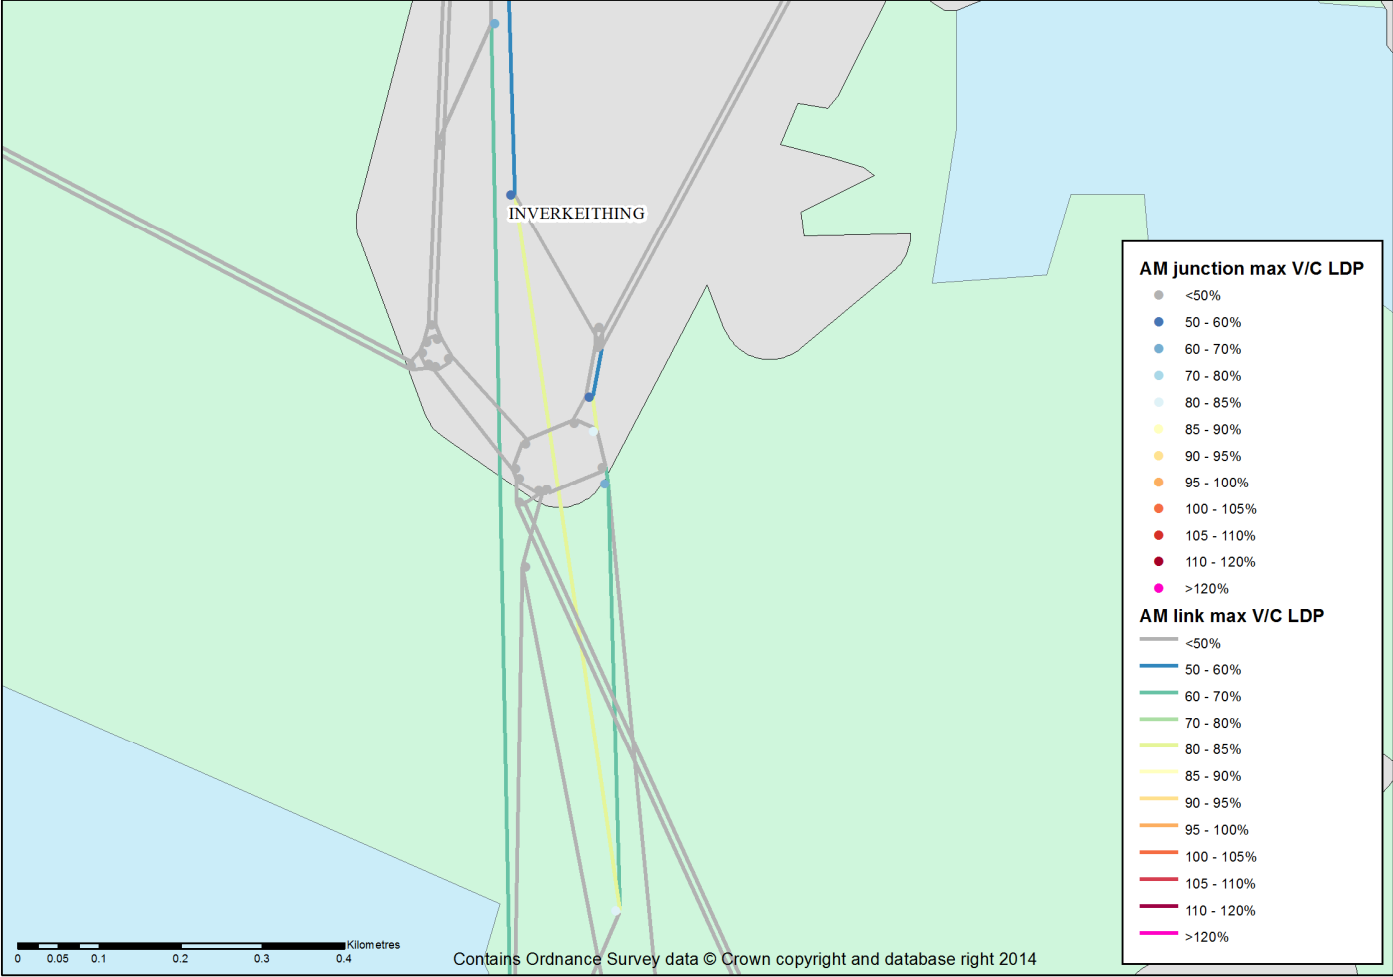 INVERKEITHING
AM junction max V/C LDP
<50%
50 - 60%
60 - 70%
70 - 80%
80 - 85%
85 - 90%
90 - 95%
95 - 100%
100 - 105%
105 - 110%
110 - 120%
>120%
AM link max V/C LDP
<50%
50 - 60%
60 - 70%
70 - 80%
80 - 85%
85 - 90%
90 - 95%
95 - 100%
100 - 105%
105 - 110%
110 - 120%
>120%
Kilometres
0 0.05 0.1 0.2 0.3 0.4
Contains Ordnance Survey data © Crown copyright and database right 2014